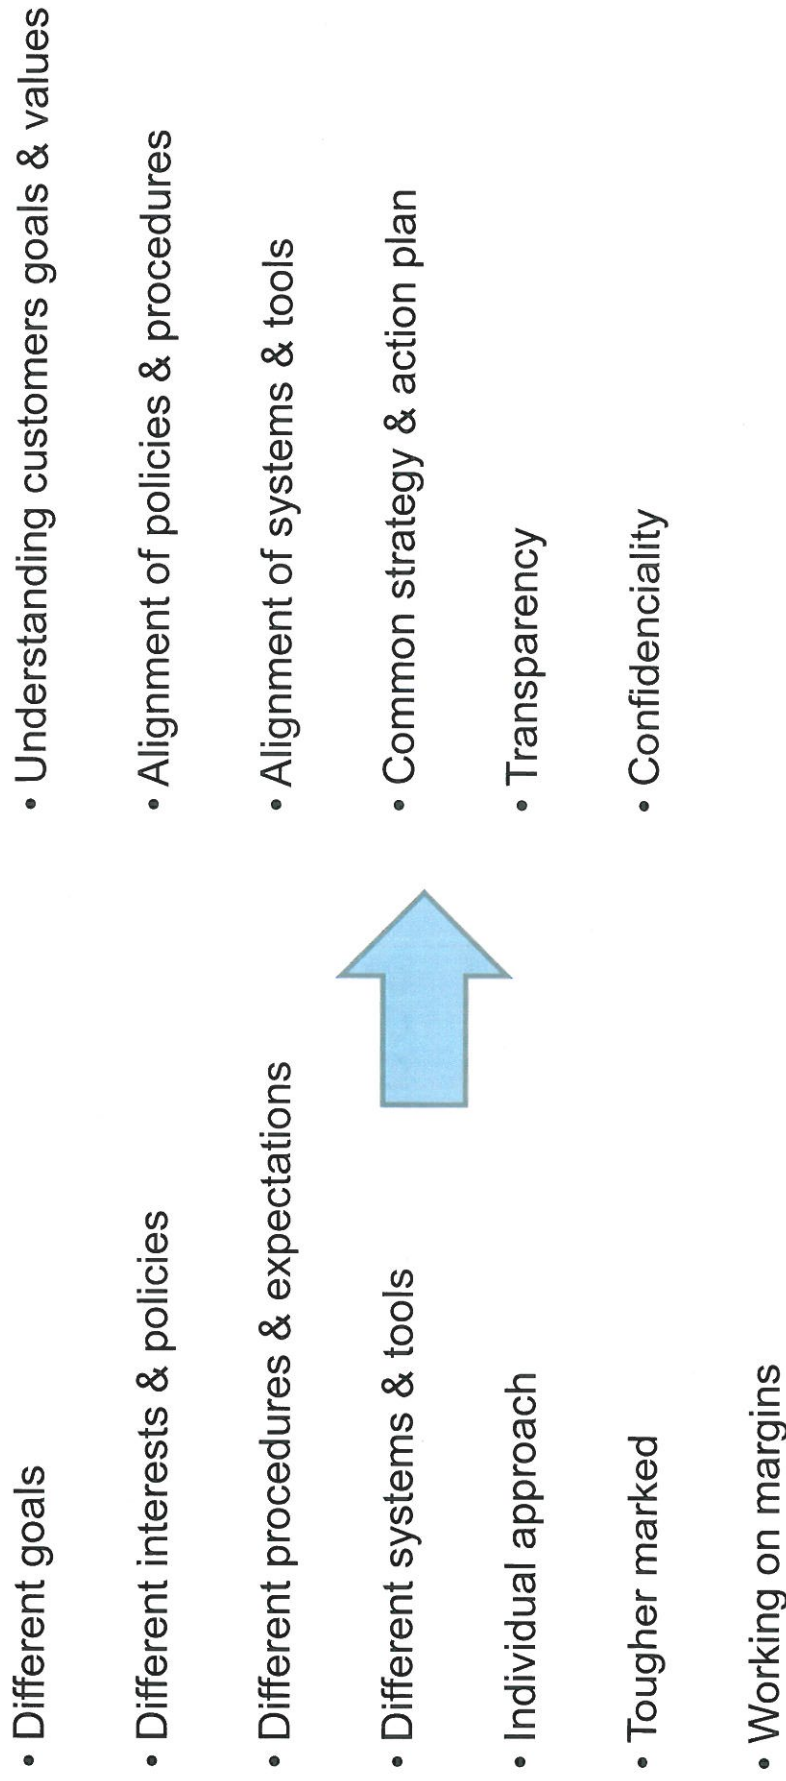 • Different goals
• Different interests & policies
• Different procedures & expectations
• Different systems & tools
• Individual approach
• Tougher marked
• Working on margins
• Understanding customers goals & values
• Alignment of policies & procedures
• Alignment of systems & tools
• Common strategy & action plan
• Transparency
• Confidenciality